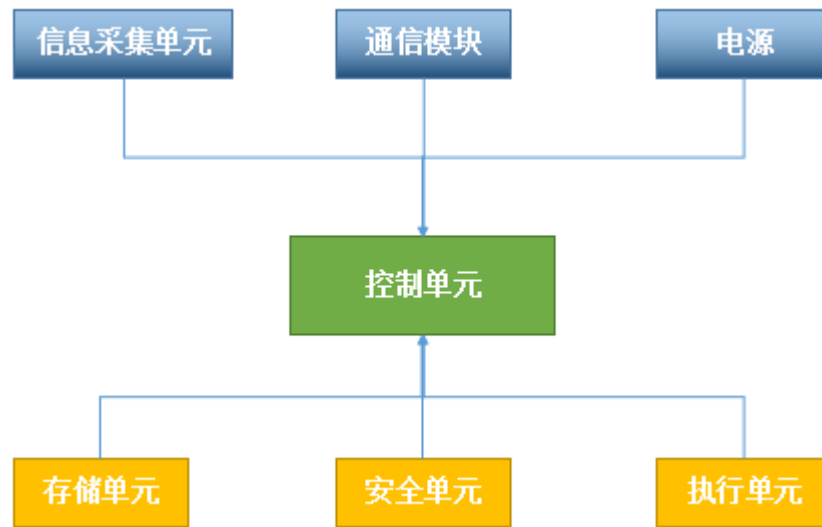 信息采集单元
通信模块
电源
控制单元
存储单元
安全单元
执行单元